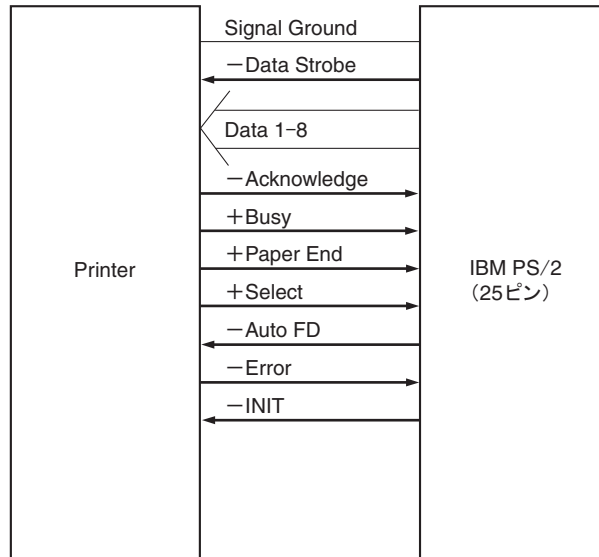 Signal Ground
−Data Strobe
Data 1−8
−Acknowledge
+Busy
+Paper End
+Select
−Auto FD
−Error
−INIT
Printer
IBM PS/2
（25ピン）